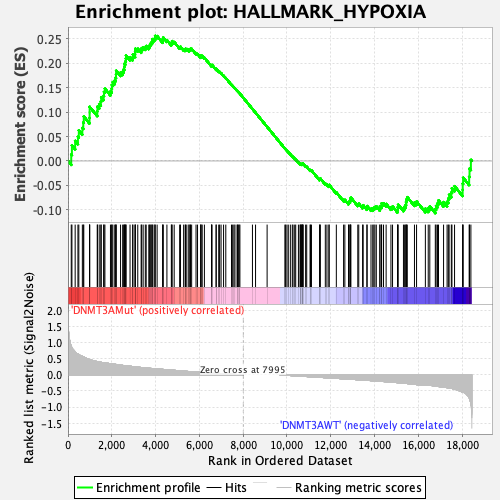 Enrichment plot: HALLMARK_HYPOXIA
Enrichment score (ES)
0.25
0.20
0.15
0.10
0.05
0.00
-0.05
-0.10
Ranked list metric (Signal2Noise)
'DNMT3AMut' (positively correlated)
2.0
1.5
1.0
0.5
0.0
-0.5
-1.0
-1.5
Zero cross at 7995
'DNMT3AWT' (negatively correlated)
0 2,000 4,000 6,000 8,000 10,000 12,000 14,000 16,000 18,000
Rank in Ordered Dataset
Enrichment profile Hits Ranking metric scores